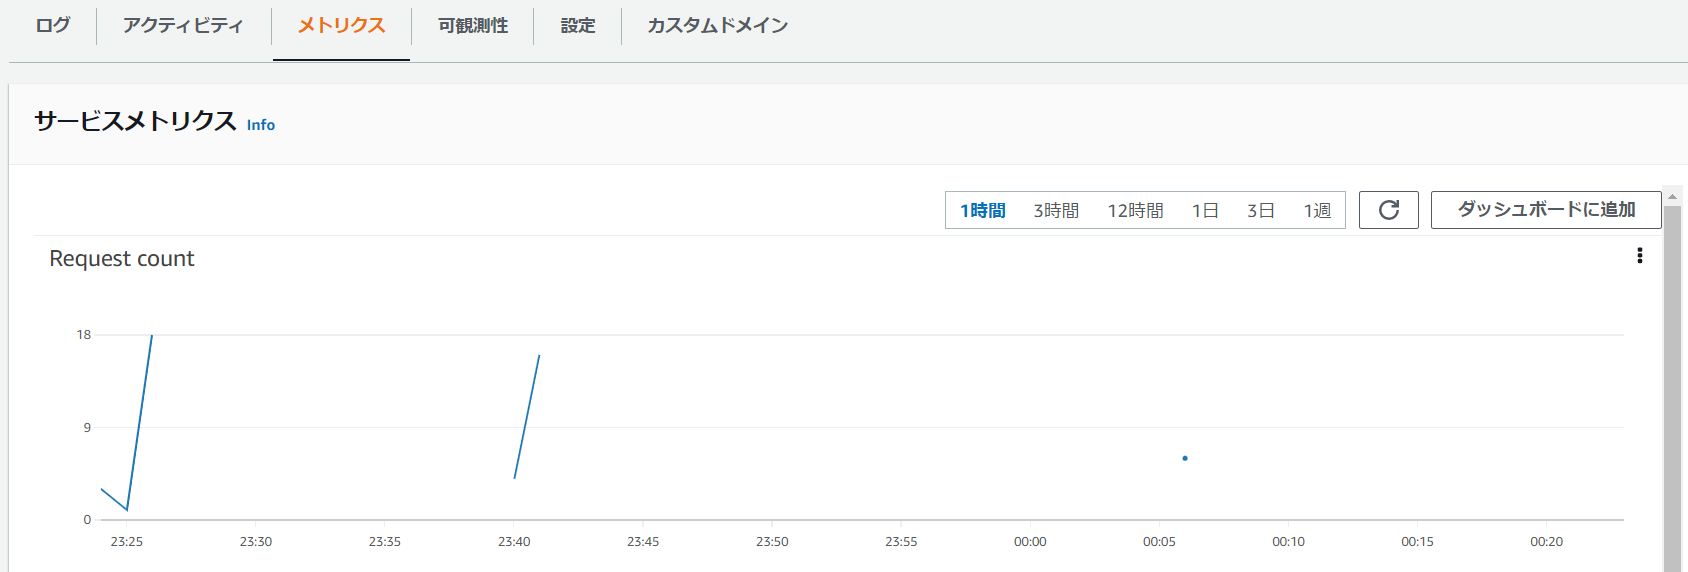 ログ アクティビティ メトリクス 可観測性 設定 カスタムドメイン
サービスメトリクス Info
1時間 3時間 12時間 1日 3日 1週 ダッシュボードに追加
Request count
18
9
0
23:25 23:30 23:35 23:40 23:45 23:50 23:55 00:00 00:05 00:10 00:15 00:20